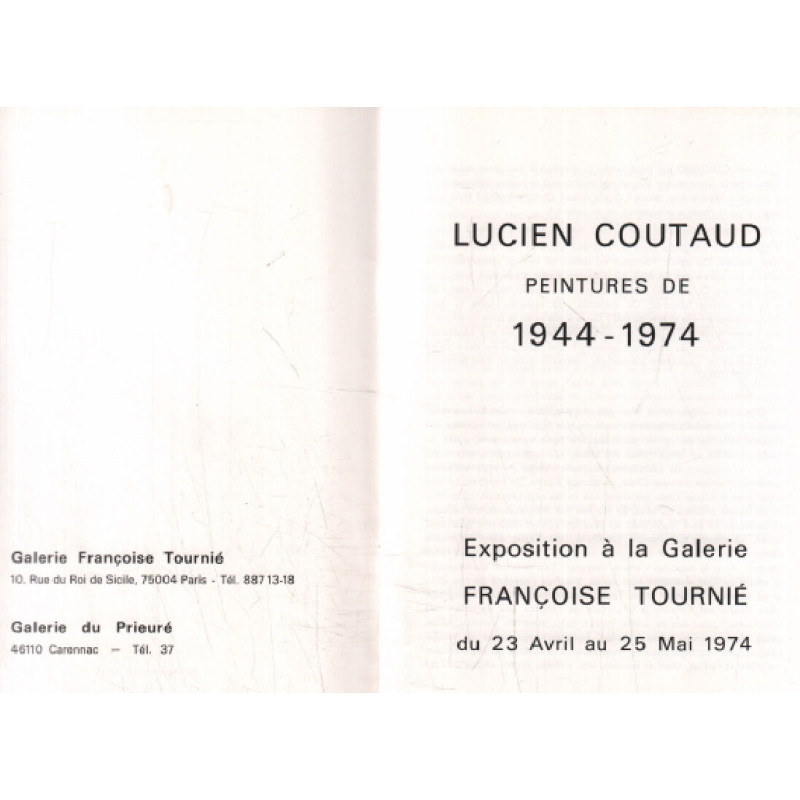 Galerie Françoise Tournié
10. Rue du Roi de Sicile, 75004 Paris - Tél. 887 13-18
Galerie du Prieuré
46110 Carennac — Tél. 37
LUCIEN COUTAUD
PEINTURES DE
1944-1974
Exposition à la Galerie
FRANÇOISE TOURNIÉ
du 23 Avril au 25 Mai 1974